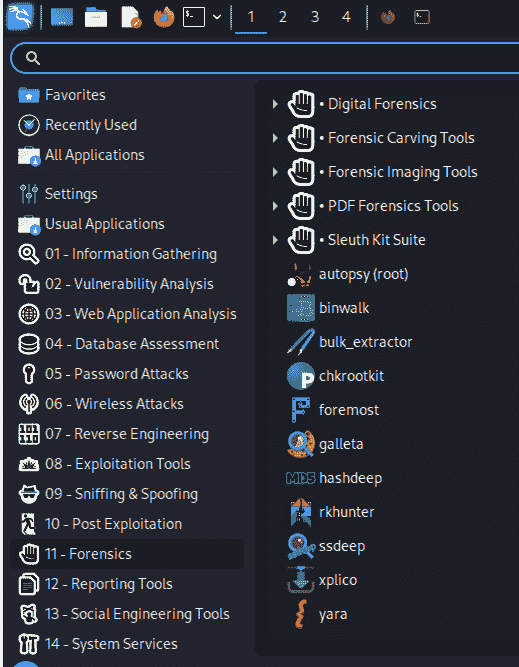 1 2 3 4
Favorites
Recently Used
All Applications
Settings
Usual Applications
01 - Information Gathering
02 - Vulnerability Analysis
03 - Web Application Analysis
04 - Database Assessment
05 - Password Attacks
06 - Wireless Attacks
07 - Reverse Engineering
08 - Exploitation Tools
09 - Sniffing & Spoofing
10 - Post Exploitation
11 - Forensics
12 - Reporting Tools
13 - Social Engineering Tools
14 - System Services
• Digital Forensics
• Forensic Carving Tools
• Forensic Imaging Tools
• PDF Forensics Tools
• Sleuth Kit Suite
autopsy (root)
binwalk
bulk_extractor
chkrootkit
foremost
galleta
MD5 hashdeep
rkhunter
ssdeep
xplico
yara